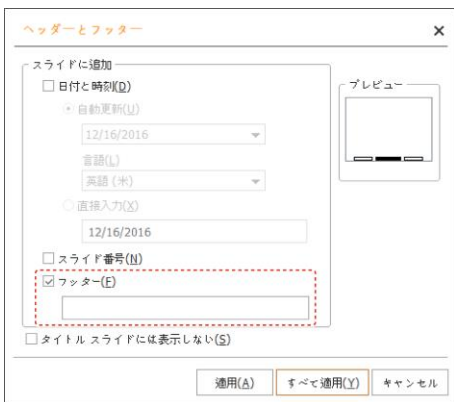 ヘッダーとフッター
スライドに追加
日付と時刻(D)
自動更新(U)
12/16/2016
言語(L)
英語 (米)
直接入力(X)
12/16/2016
スライド番号(N)
フッター(F)
タイトル スライドには表示しない(S)
プレビュー
適用(A) すべて適用(Y) キャンセル